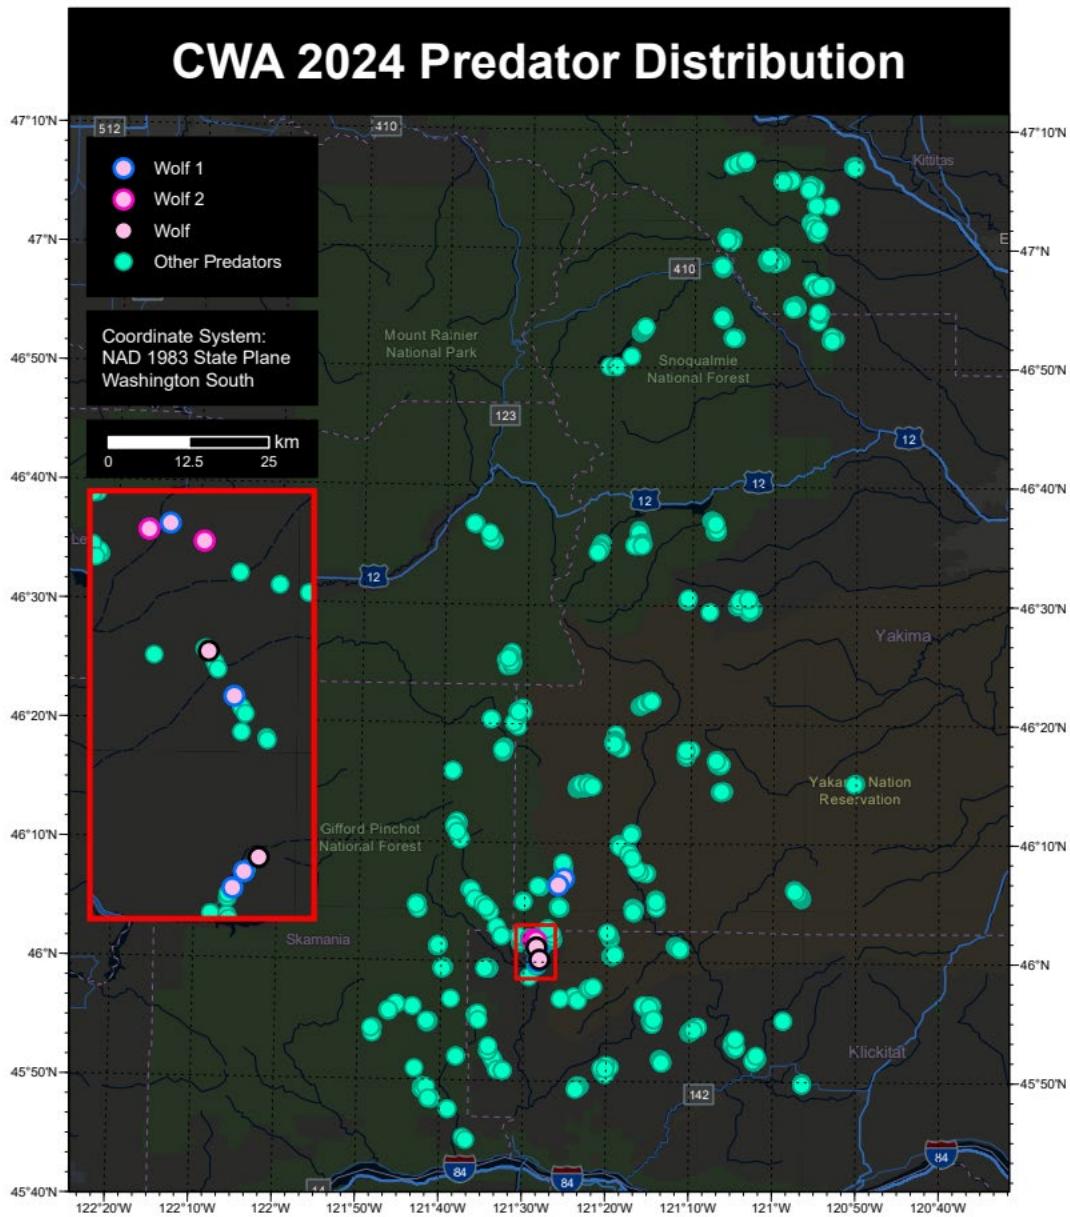 CWA 2024 Predator Distribution
47°10'N
512
410
47°10'N
Kittitas
Wolf 1
Wolf 2
Wolf
Other Predators
47°N
E
47°N
410
Coordinate System:
NAD 1983 State Plane
Washington South
Mount Rainier
National Park
46°50'N
Snoqualmie
National Forest
46°50'N
123
km
0 12.5 25
12
46°40'N
12
12
46°40'N
Le
12
46°30'N
46°30'N
Yakima
46°20'N
46°20'N
Yakama Nation
Reservation
46°10'N
Gifford Pinchot
National Forest
46°10'N
Skamania
46°N
46°N
Klickitat
45°50'N
142
45°50'N
84
84
84
45°40'N
14
122°20'W 122°10'W 122°W 121°50'W 121°40'W 121°30'W 121°20'W 121°10'W 121°W 120°50'W 120°40'W